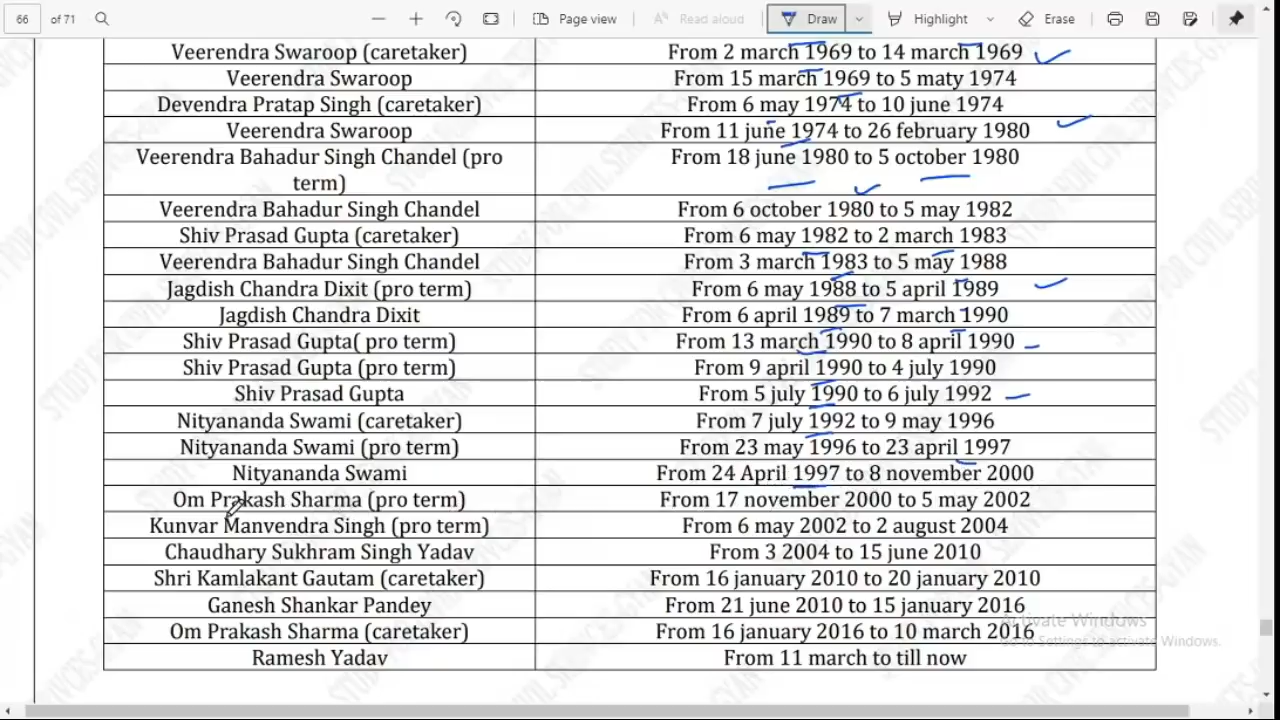 66 of 71 Page view Read aloud Draw Highlight Erase
Veerendra Swaroop (caretaker) From 2 march 1969 to 14 march 1969
Veerendra Swaroop From 15 march 1969 to 5 maty 1974
Devendra Pratap Singh (caretaker) From 6 may 1974 to 10 june 1974
Veerendra Swaroop From 11 june 1974 to 26 february 1980
Veerendra Bahadur Singh Chandel (pro From 18 june 1980 to 5 october 1980
term)
Veerendra Bahadur Singh Chandel From 6 october 1980 to 5 may 1982
Shiv Prasad Gupta (caretaker) From 6 may 1982 to 2 march 1983
Veerendra Bahadur Singh Chandel From 3 march 1983 to 5 may 1988
Jagdish Chandra Dixit (pro term) From 6 may 1988 to 5 april 1989
Jagdish Chandra Dixit From 6 april 1989 to 7 march 1990
Shiv Prasad Gupta( pro term) From 13 march 1990 to 8 april 1990
Shiv Prasad Gupta (pro term) From 9 april 1990 to 4 july 1990
Shiv Prasad Gupta From 5 july 1990 to 6 july 1992
Nityananda Swami (caretaker) From 7 july 1992 to 9 may 1996
Nityananda Swami (pro term) From 23 may 1996 to 23 april 1997
Nityananda Swami From 24 April 1997 to 8 november 2000
Om Prakash Sharma (pro term) From 17 november 2000 to 5 may 2002
Kunvar Manvendra Singh (pro term) From 6 may 2002 to 2 august 2004
Chaudhary Sukhram Singh Yadav From 3 2004 to 15 june 2010
Shri Kamlakant Gautam (caretaker) From 16 january 2010 to 20 january 2010
Ganesh Shankar Pandey From 21 june 2010 to 15 january 2016
Activate Windows
Om Prakash Sharma (caretaker) From 16 january 2016 to 10 march 2016
Go to Settings to activate Windows.
Ramesh Yadav From 11 march to till now